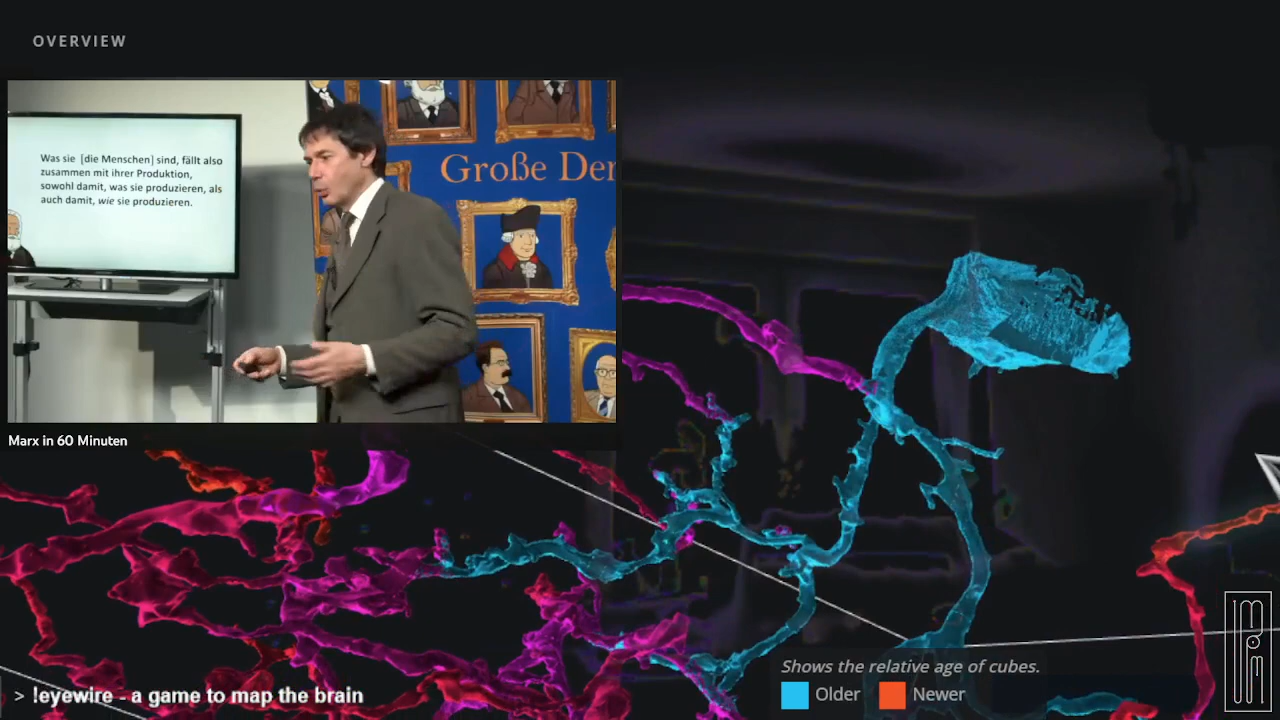 OVERVIEW
Was sie [die Menschen] sind, fällt also
zusammen mit ihrer Produktion,
sowohl damit, was sie produzieren, als
auch damit, wie sie produzieren.
Große Den
Marx in 60 Minuten
Shows the relative age of cubes.
Older
Newer
> !eyewire - a game to map the brain